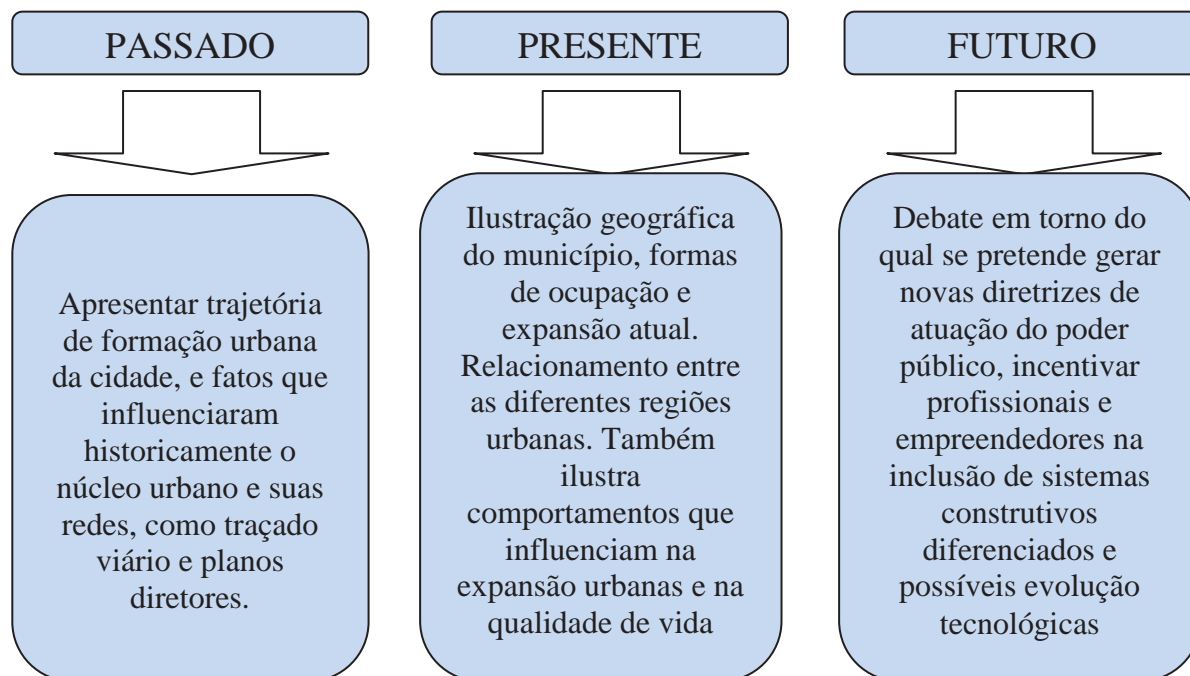 PASSADO
PRESENTE
FUTURO
Apresentar trajetória
de formação urbana
da cidade, e fatos que
influenciaram
historicamente o
núcleo urbano e suas
redes, como traçado
viário e planos
diretores.
Ilustração geográfica
do município, formas
de ocupação e
expansão atual.
Relacionamento entre
as diferentes regiões
urbanas. Também
ilustra
comportamentos que
influenciam na
expansão urbanas e na
qualidade de vida
Debate em torno do
qual se pretende gerar
novas diretrizes de
atuação do poder
público, incentivar
profissionais e
empreendedores na
inclusão de sistemas
construtivos
diferenciados e
possíveis evolução
tecnológicas